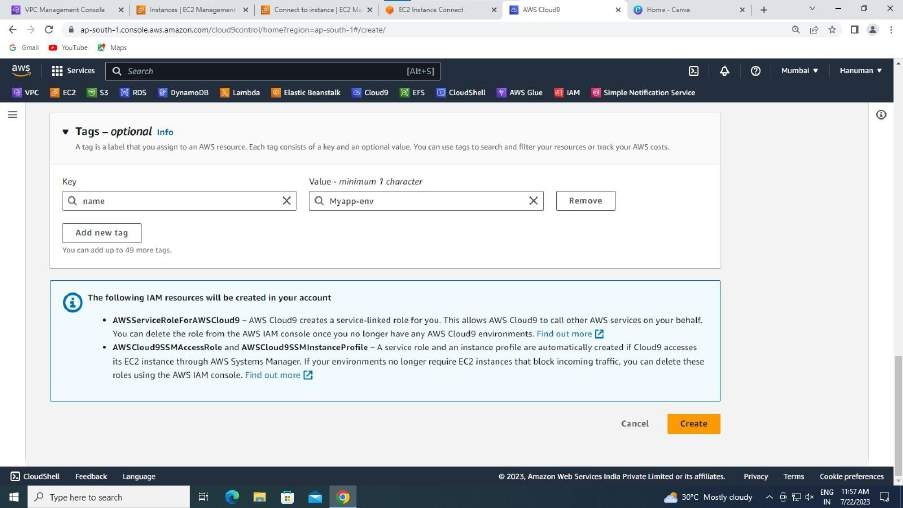 VPC Management Console
Instances | EC2 Management
Connect to instance | EC2 Ma
EC2 Instance Connect
AWS Cloud9
Home - Canva
ap-south-1.console.aws.amazon.com/cloud9control/home?region=ap-south-1#/create/
Gmail YouTube Maps
aws Services Search [Alt+S] Mumbai Hanuman
VPC EC2 S3 RDS DynamoDB Lambda Elastic Beanstalk Cloud9 EFS CloudShell AWS Glue IAM Simple Notification Service
Tags – optional Info
A tag is a label that you assign to an AWS resource. Each tag consists of a key and an optional value. You can use tags to search and filter your resources or track your AWS costs.
Key Value - minimum 1 character
name Myapp-env Remove
Add new tag
You can add up to 49 more tags.
The following IAM resources will be created in your account
• AWSServiceRoleForAWSCloud9 – AWS Cloud9 creates a service-linked role for you. This allows AWS Cloud9 to call other AWS services on your behalf.
You can delete the role from the AWS IAM console once you no longer have any AWS Cloud9 environments. Find out more
• AWSCloud9SSMAccessRole and AWSCloud9SSMInstanceProfile – A service role and an instance profile are automatically created if Cloud9 accesses
its EC2 instance through AWS Systems Manager. If your environments no longer require EC2 instances that block incoming traffic, you can delete these
roles using the AWS IAM console. Find out more
Cancel Create
CloudShell Feedback Language © 2023, Amazon Web Services India Private Limited or its affiliates. Privacy Terms Cookie preferences
Type here to search 30°C Mostly cloudy ENG IN 11:57 AM 7/22/2023